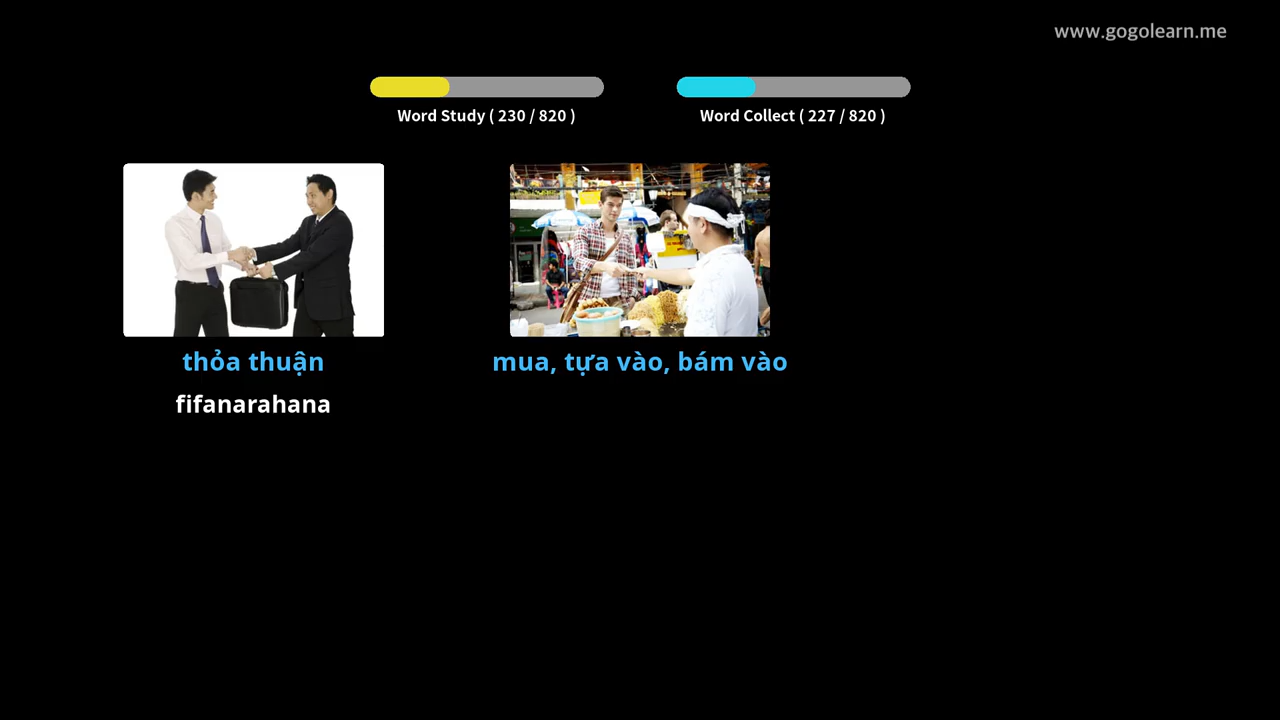 www.gogolearn.me
Word Study ( 230 / 820 )
Word Collect ( 227 / 820 )
thỏa thuận
fifanarahana
mua, tựa vào, bám vào